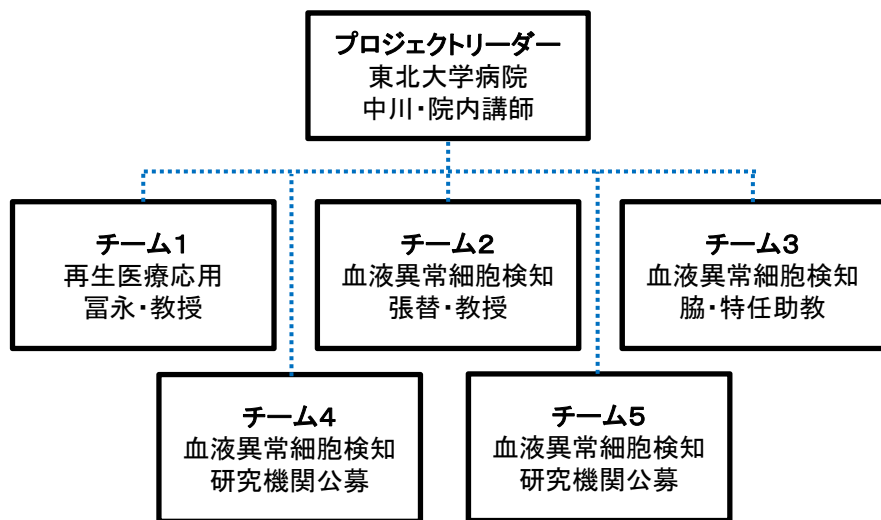 プロジェクトリーダー
東北大学病院
中川・院内講師
チーム1
再生医療応用
冨永・教授
チーム2
血液異常細胞検知
張替・教授
チーム3
血液異常細胞検知
脇・特任助教
チーム4
血液異常細胞検知
研究機関公募
チーム5
血液異常細胞検知
研究機関公募